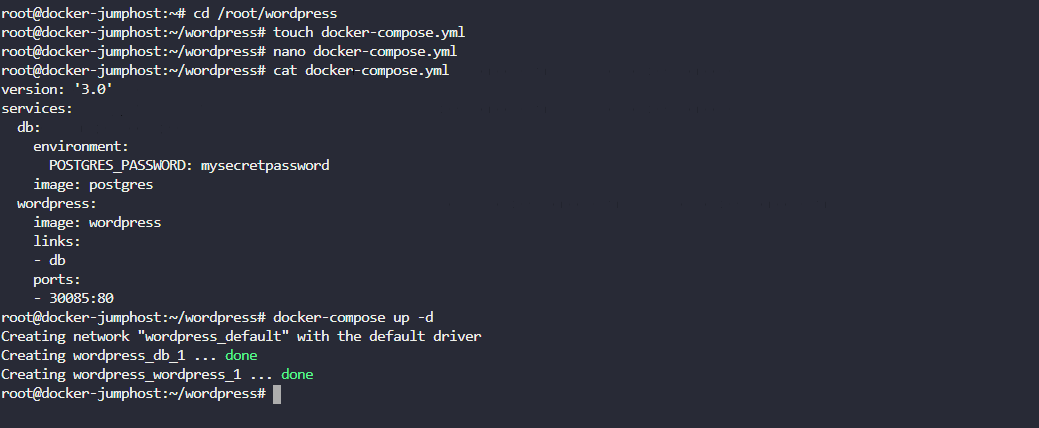 root@docker-jumphost:~# cd /root/wordpress
root@docker-jumphost:~/wordpress# touch docker-compose.yml
root@docker-jumphost:~/wordpress# nano docker-compose.yml
root@docker-jumphost:~/wordpress# cat docker-compose.yml
version: '3.0'
services:
  db:
    environment:
      POSTGRES_PASSWORD: mysecretpassword
    image: postgres
  wordpress:
    image: wordpress
    links:
    - db
    ports:
    - 30085:80
root@docker-jumphost:~/wordpress# docker-compose up -d
Creating network "wordpress_default" with the default driver
Creating wordpress_db_1 ... done
Creating wordpress_wordpress_1 ... done
root@docker-jumphost:~/wordpress#